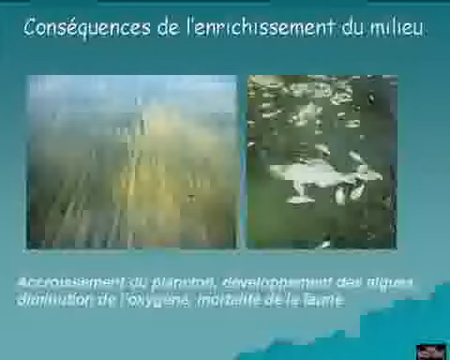 Conséquences de l'enrichissement du milieu
Accroissement du plancton, développement des algues,
diminution de l'oxygène, mortalité de la faune